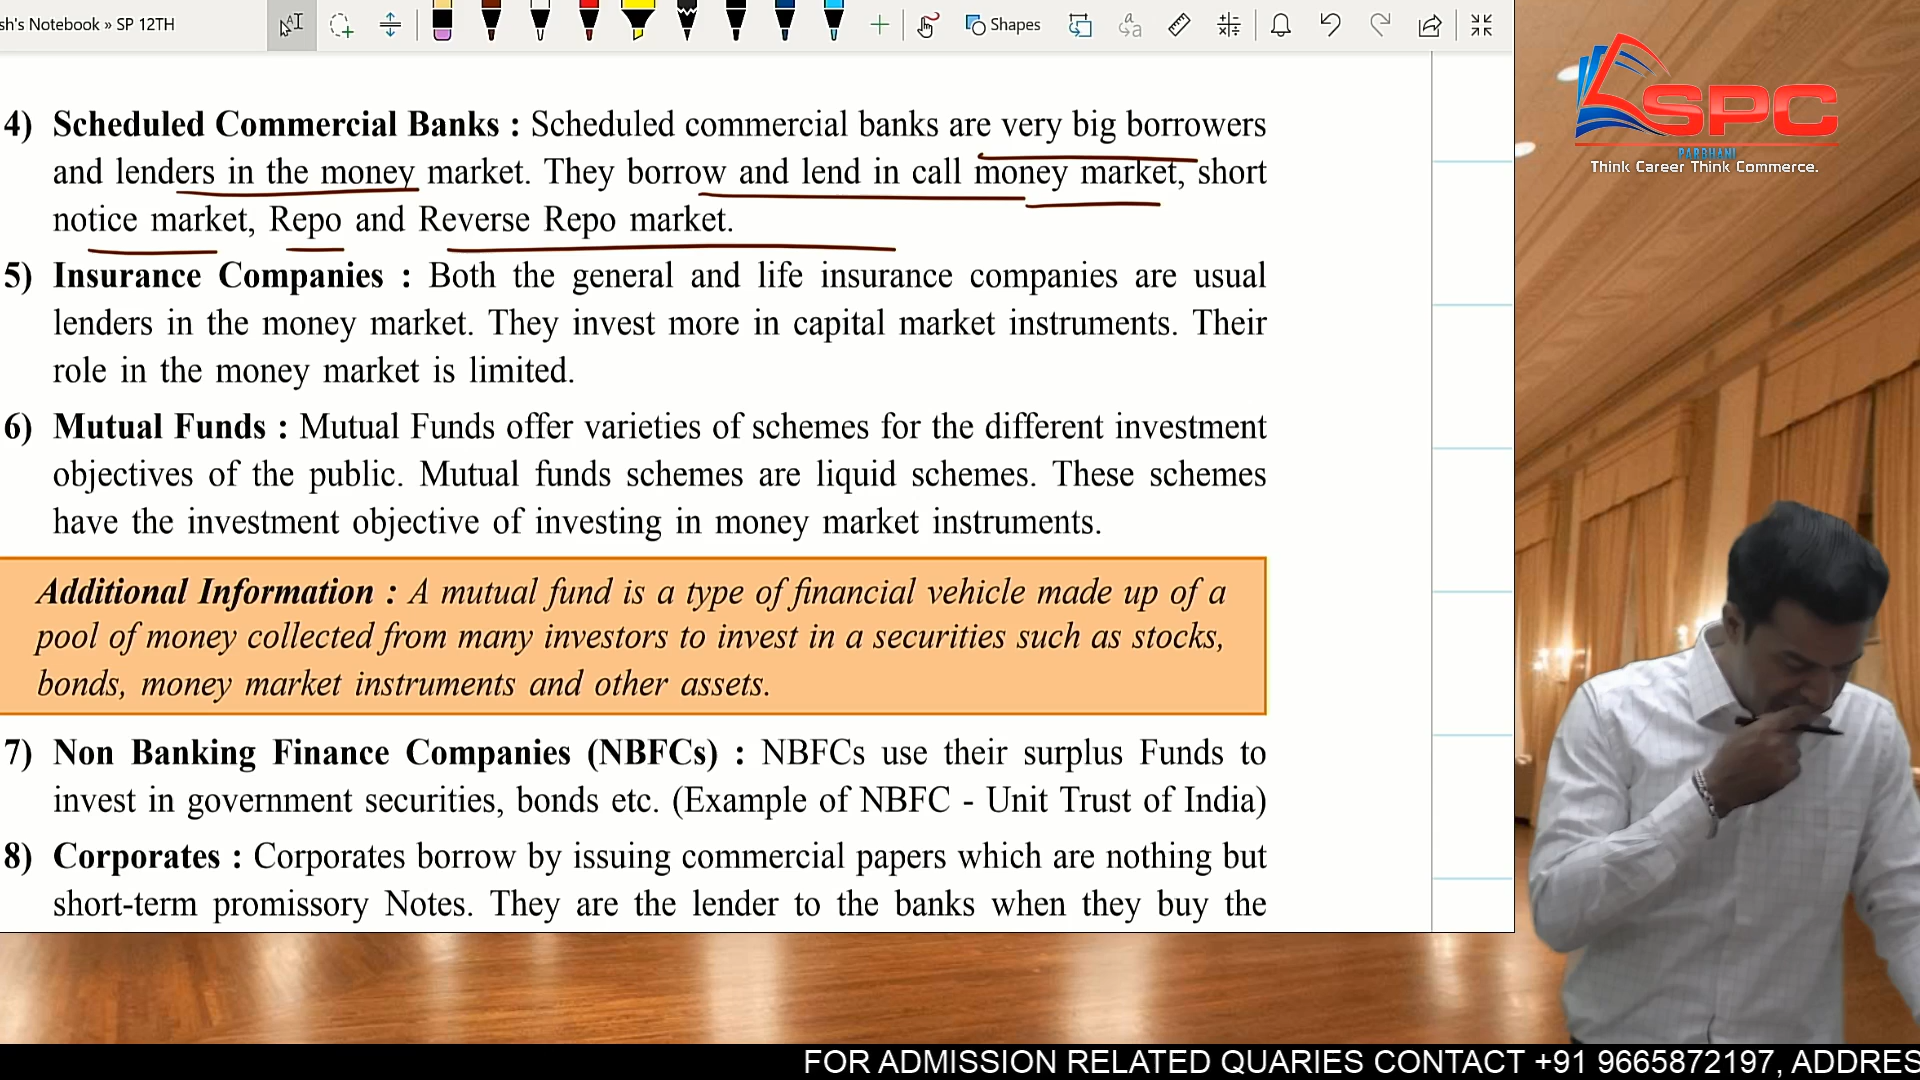 sh's Notebook » SP 12TH
Shapes
4) Scheduled Commercial Banks : Scheduled commercial banks are very big borrowers
and lenders in the money market. They borrow and lend in call money market, short
notice market, Repo and Reverse Repo market.
5) Insurance Companies : Both the general and life insurance companies are usual
lenders in the money market. They invest more in capital market instruments. Their
role in the money market is limited.
6) Mutual Funds : Mutual Funds offer varieties of schemes for the different investment
objectives of the public. Mutual funds schemes are liquid schemes. These schemes
have the investment objective of investing in money market instruments.
Additional Information : A mutual fund is a type of financial vehicle made up of a
pool of money collected from many investors to invest in a securities such as stocks,
bonds, money market instruments and other assets.
7) Non Banking Finance Companies (NBFCs) : NBFCs use their surplus Funds to
invest in government securities, bonds etc. (Example of NBFC - Unit Trust of India)
8) Corporates : Corporates borrow by issuing commercial papers which are nothing but
short-term promissory Notes. They are the lender to the banks when they buy the
SPC
PARBHANI
Think Career Think Commerce.
FOR ADMISSION RELATED QUARIES CONTACT +91 9665872197, ADDRES